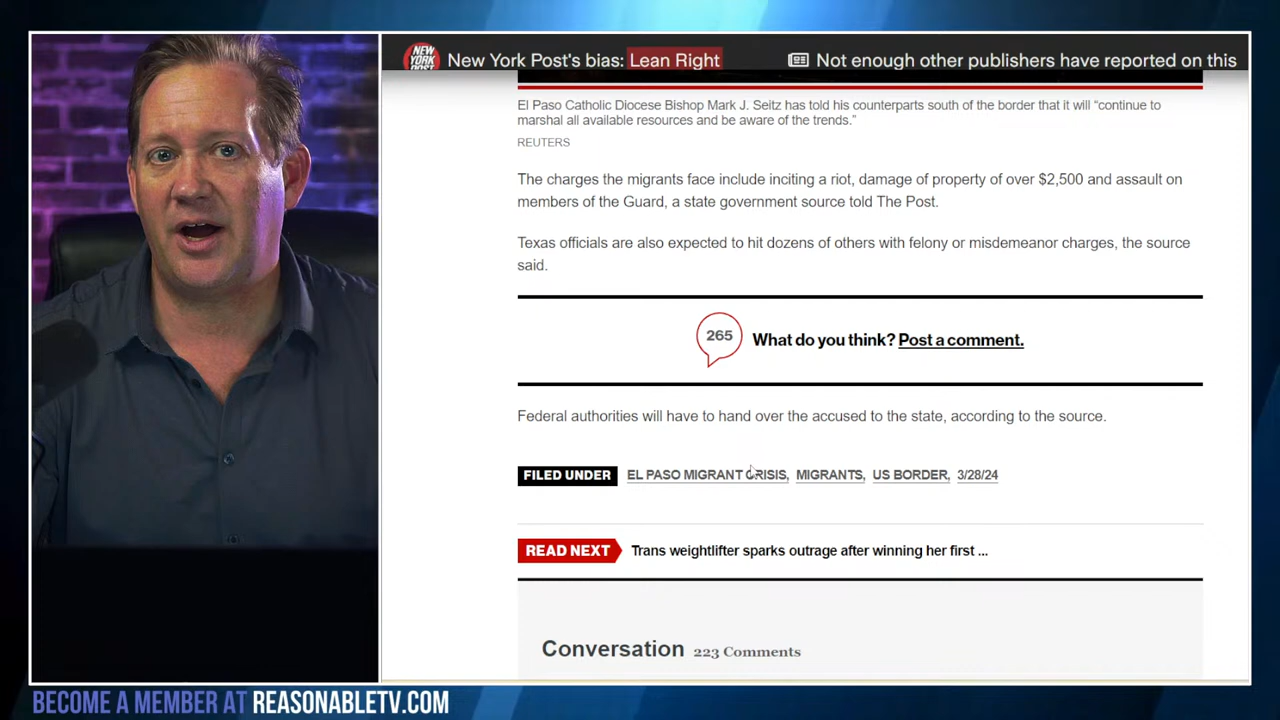 NEW YORK POST
New York Post's bias: Lean Right
Not enough other publishers have reported on this
El Paso Catholic Diocese Bishop Mark J. Seitz has told his counterparts south of the border that it will “continue to
marshal all available resources and be aware of the trends.”
REUTERS
The charges the migrants face include inciting a riot, damage of property of over $2,500 and assault on
members of the Guard, a state government source told The Post.
Texas officials are also expected to hit dozens of others with felony or misdemeanor charges, the source
said.
265
What do you think? Post a comment.
Federal authorities will have to hand over the accused to the state, according to the source.
FILED UNDER EL PASO MIGRANT CRISIS, MIGRANTS, US BORDER, 3/28/24
READ NEXT Trans weightlifter sparks outrage after winning her first ...
Conversation 223 Comments
BECOME A MEMBER AT REASONABLETV.COM